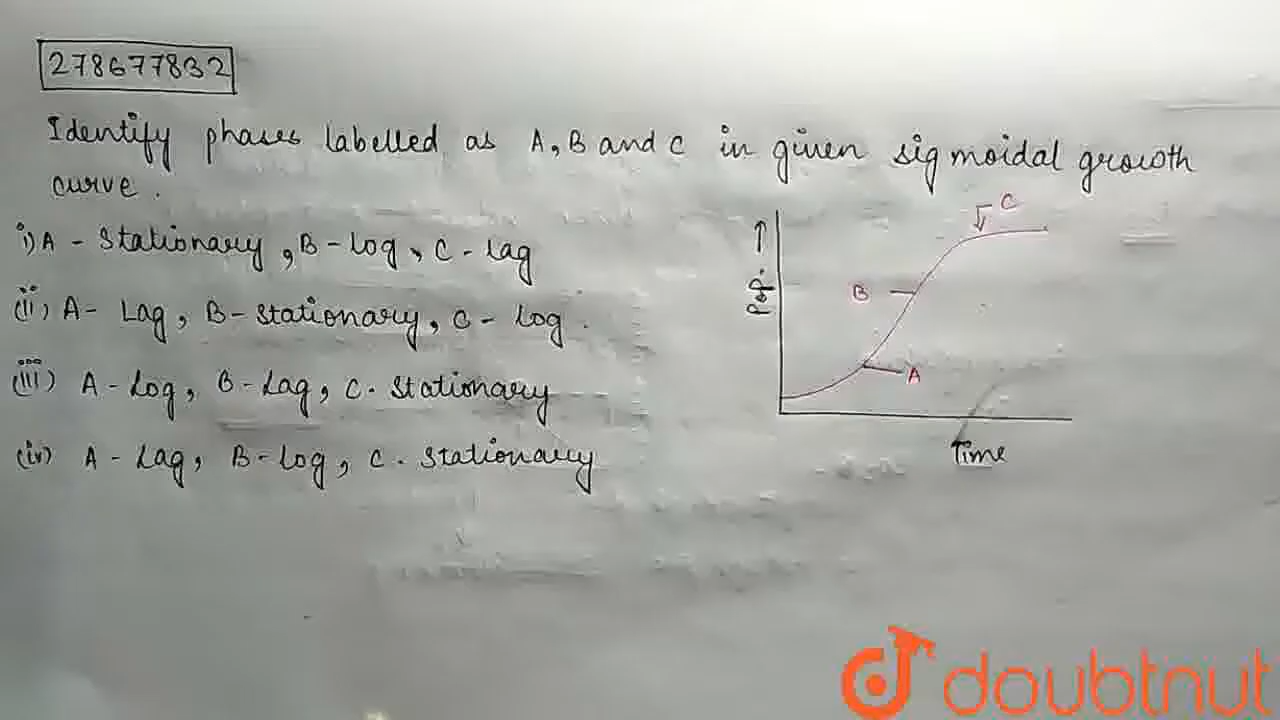 278677832
Identify phases labelled as A, B and C in given sigmoidal growth
curve.
i) A - Stationary, B - Log, C - Lag
(ii) A - Lag, B - Stationary, C - Log.
(iii) A - Log, B - Lag, C. Stationary
(iv) A - Lag, B - Log, C. Stationary
C
B
A
Pop.
Time
doubtnut